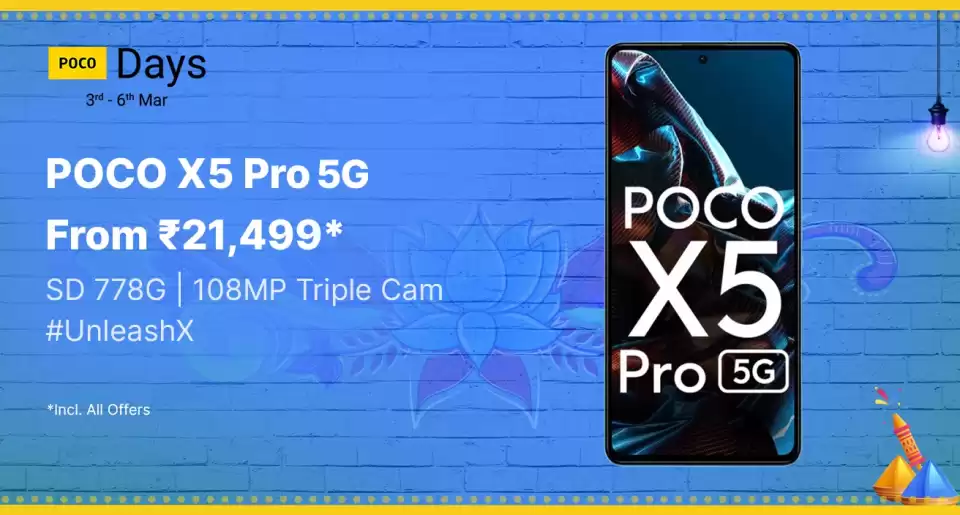 POCO Days
3rd - 6th Mar
POCO X5 Pro 5G
From ₹21,499*
SD 778G | 108MP Triple Cam
#UnleashX
*Incl. All Offers
POCO
X5
Pro 5G